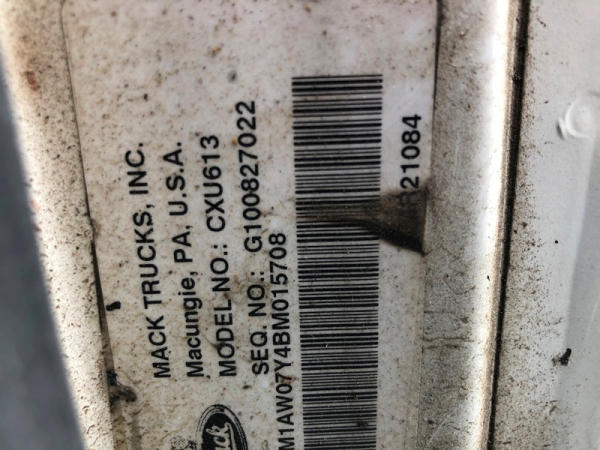 MACK TRUCKS, INC.
Macungie, PA, U.S.A.
MODEL NO.: CXU613
SEQ. NO.: G100827022
M1AW07Y4BM015708
21084